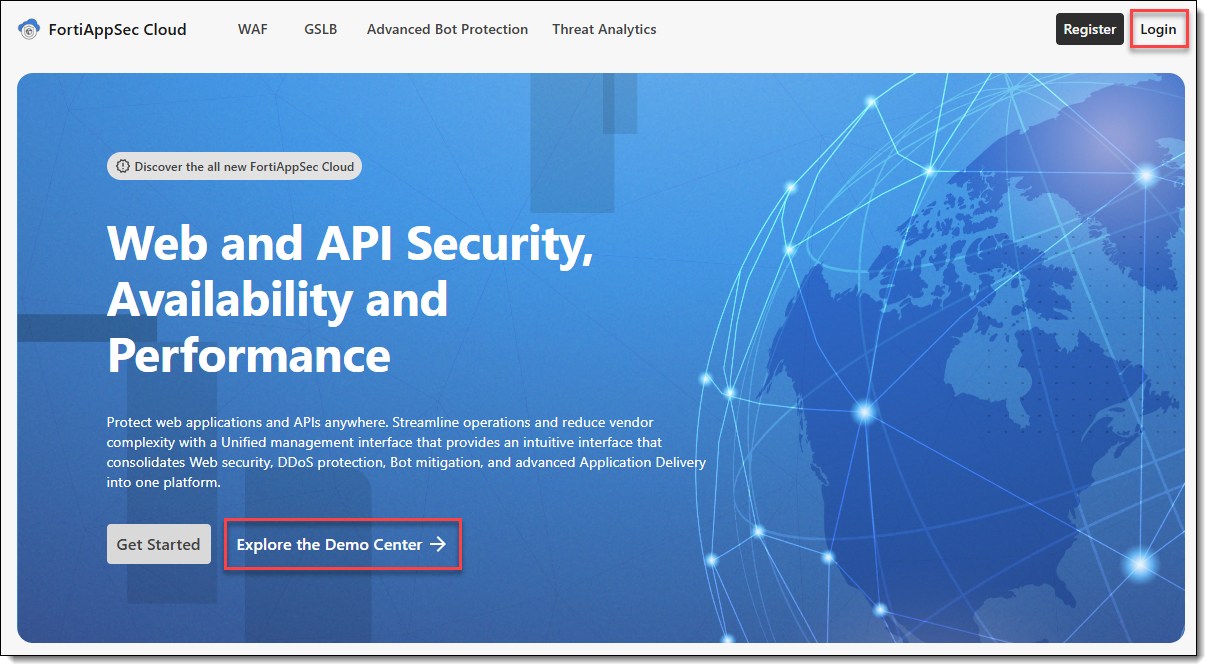 FortiAppSec Cloud WAF GSLB Advanced Bot Protection Threat Analytics Register Login
Discover the all new FortiAppSec Cloud
Web and API Security,
Availability and
Performance
Protect web applications and APIs anywhere. Streamline operations and reduce vendor
complexity with a Unified management interface that provides an intuitive interface that
consolidates Web security, DDoS protection, Bot mitigation, and advanced Application Delivery
into one platform.
Get Started Explore the Demo Center →